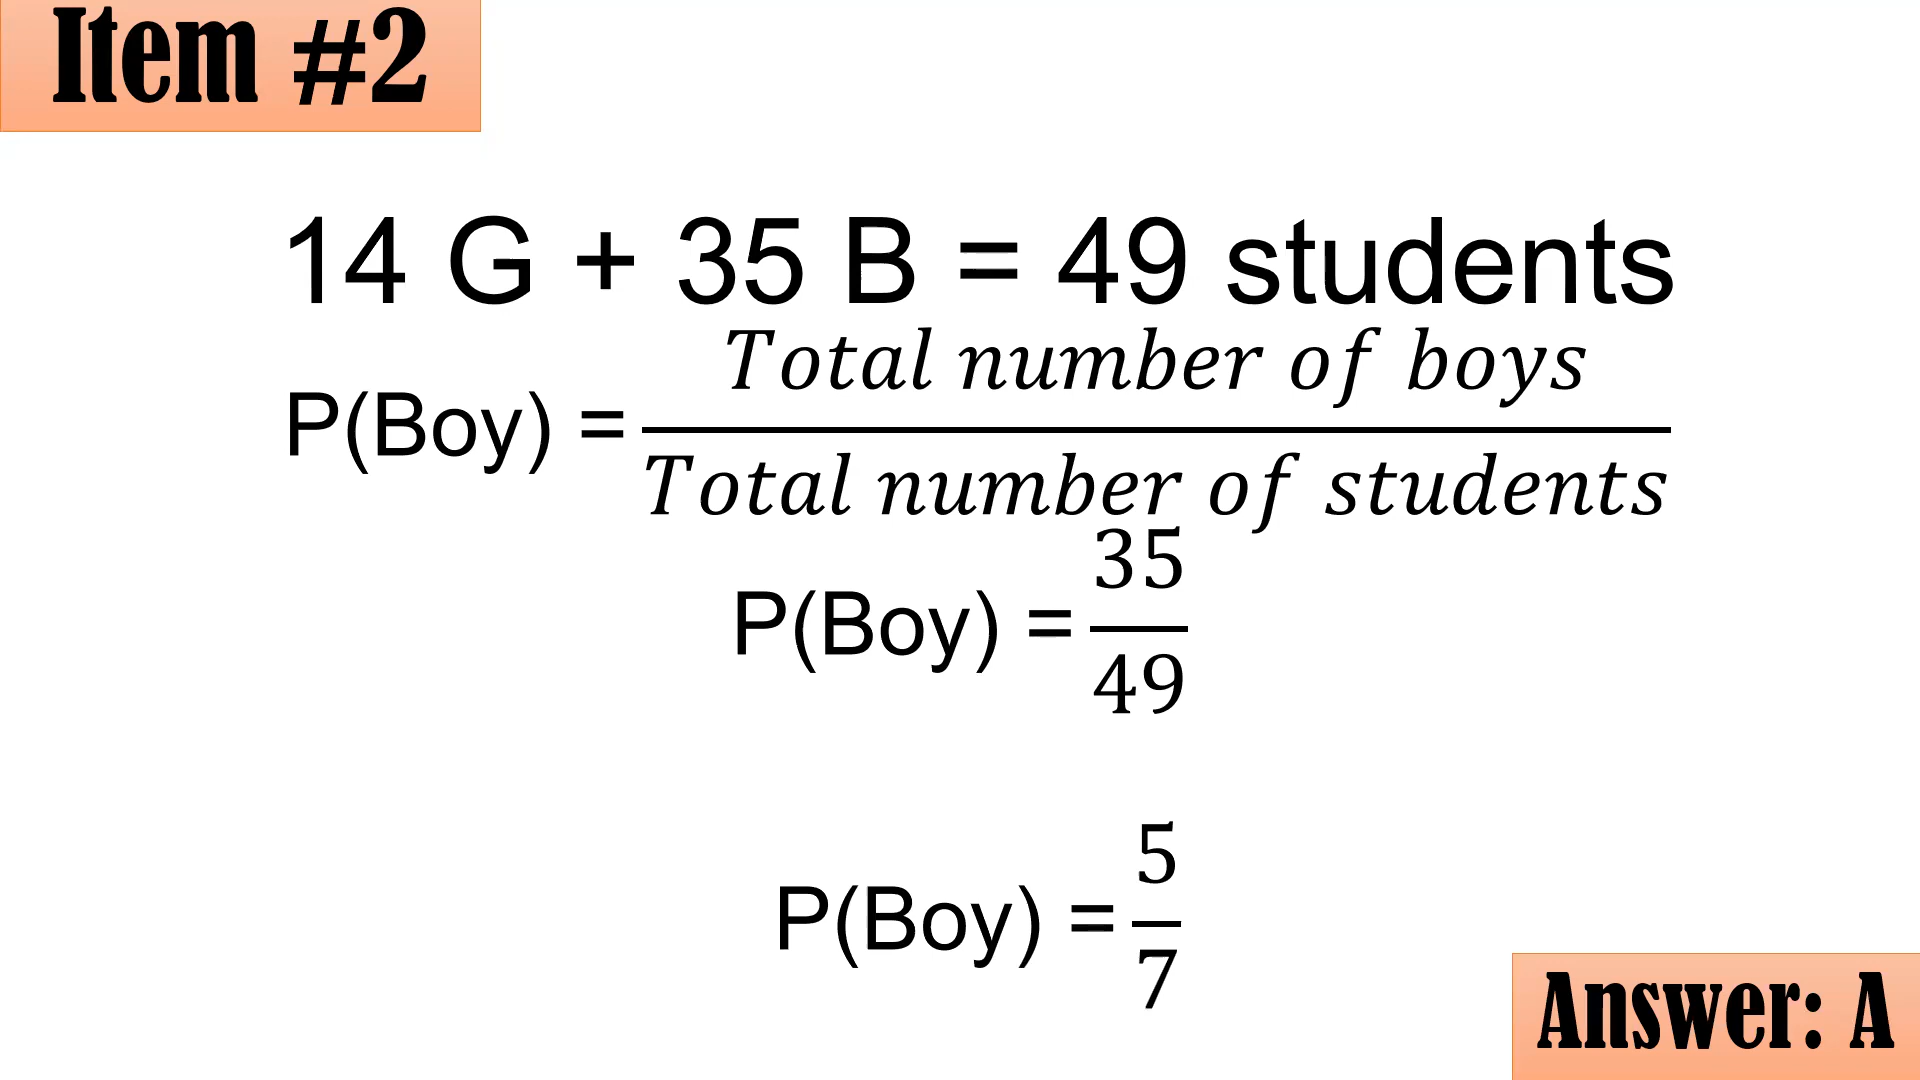 Item #2
14 G + 35 B = 49 students
P(Boy) = Total number of boys / Total number of students
P(Boy) = 35 / 49
P(Boy) = 5 / 7
Answer: A